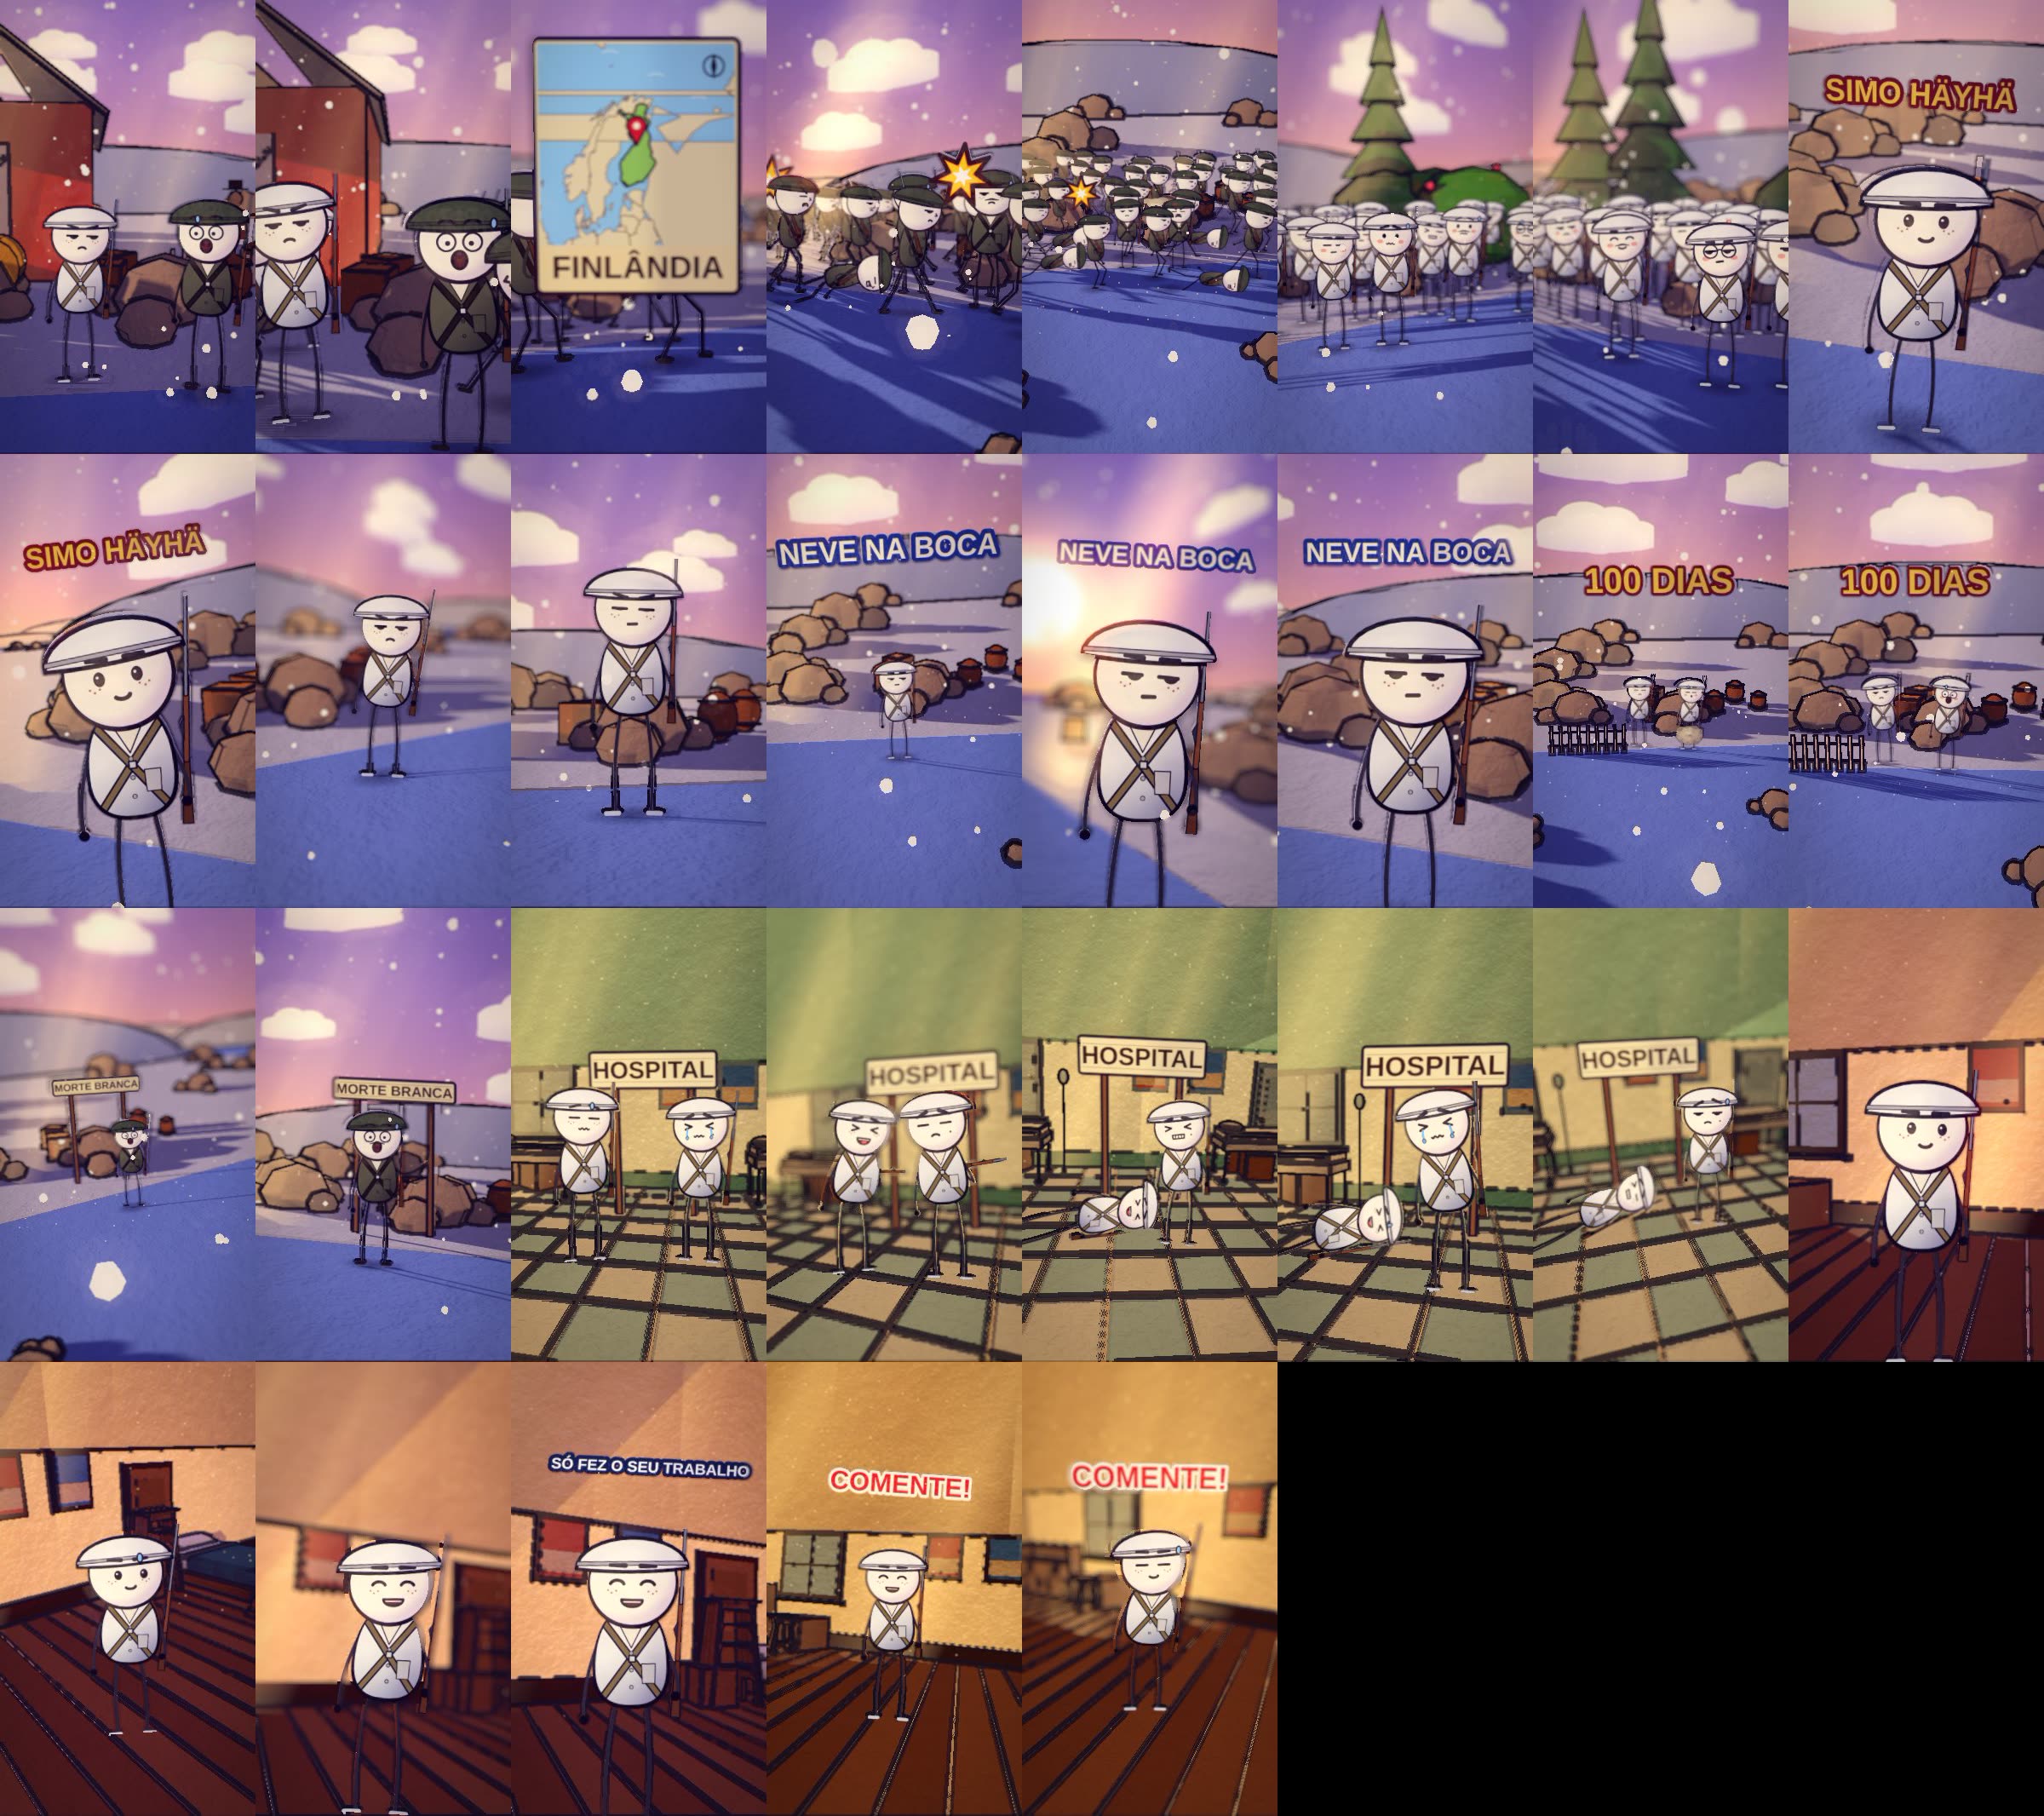 FINLÂNDIA
SIMO HÄYHÄ
SIMO HÄYHÄ
NEVE NA BOCA
NEVE NA BOCA
NEVE NA BOCA
100 DIAS
100 DIAS
MORTE BRANCA
MORTE BRANCA
HOSPITAL
HOSPITAL
HOSPITAL
HOSPITAL
HOSPITAL
SÓ FEZ O SEU TRABALHO
COMENTE!
COMENTE!